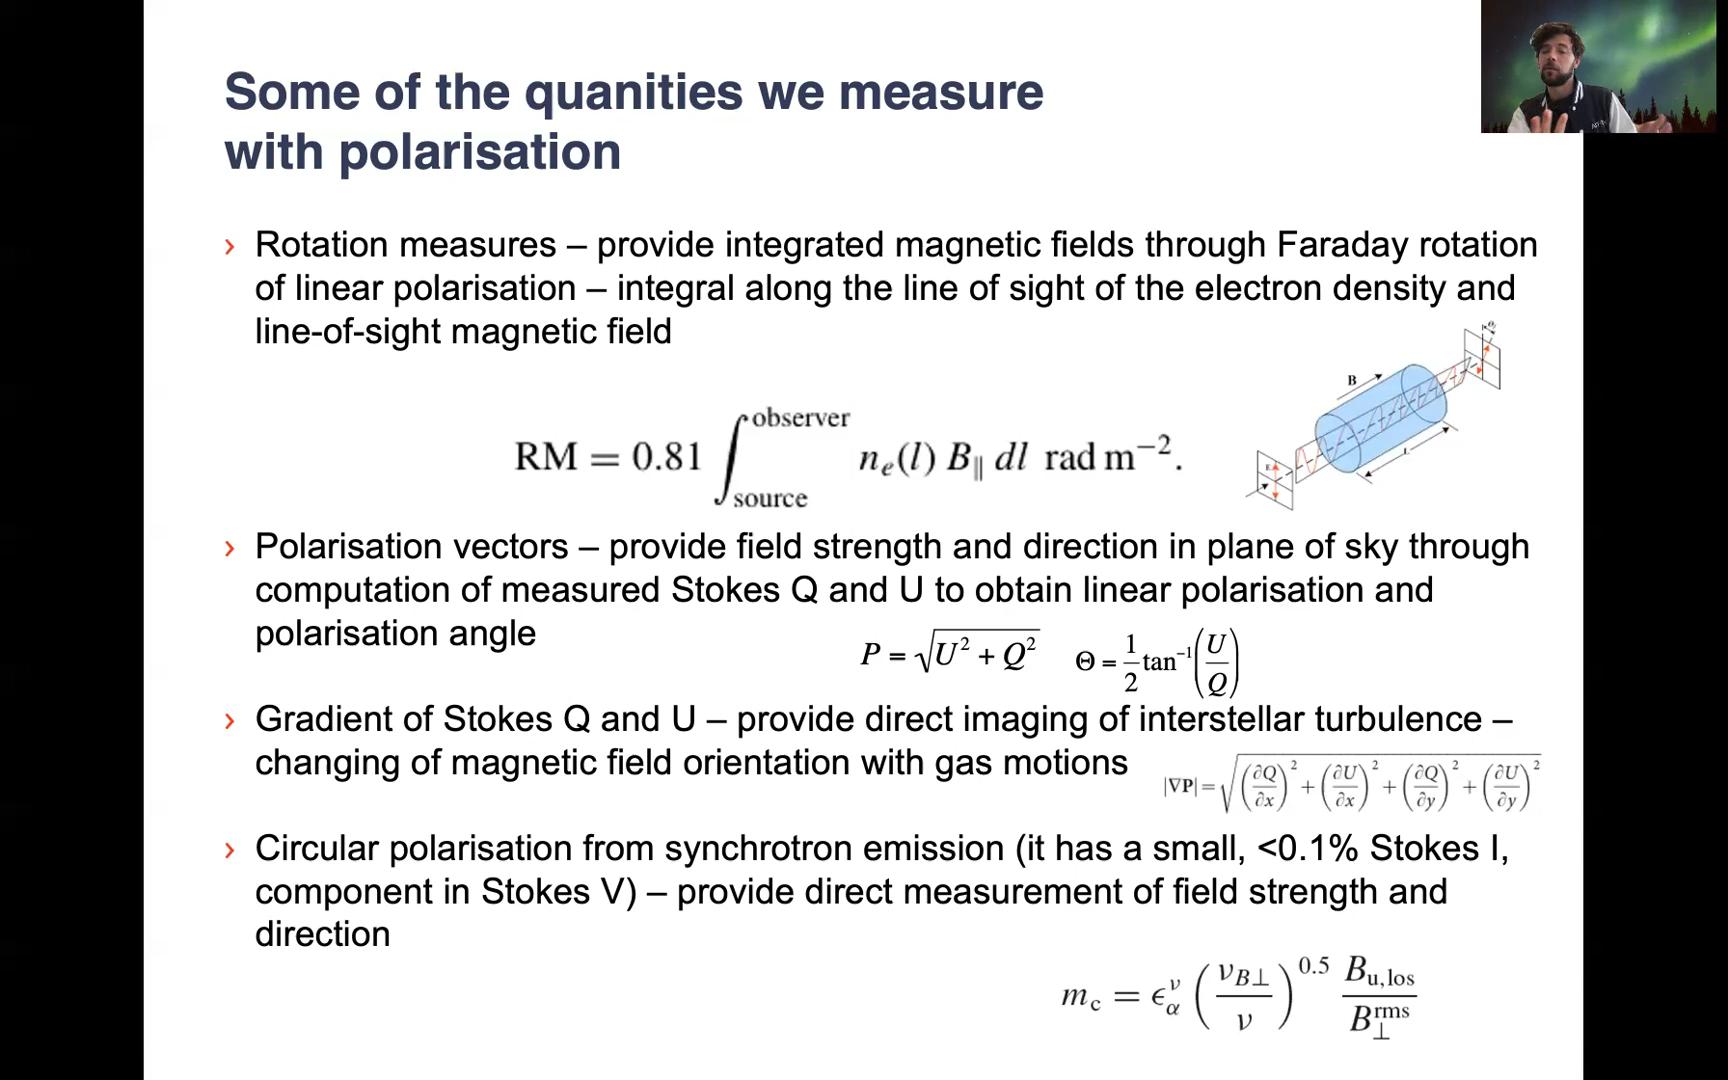 Some of the quanities we measure
with polarisation
› Rotation measures – provide integrated magnetic fields through Faraday rotation
of linear polarisation – integral along the line of sight of the electron density and
line-of-sight magnetic field
B
L
E
RM = 0.81 ∫_source^observer n_e(l) B_∥ dl rad m⁻².
› Polarisation vectors – provide field strength and direction in plane of sky through
computation of measured Stokes Q and U to obtain linear polarisation and
polarisation angle
P = √(U² + Q²) Θ = 1/2 tan⁻¹(U/Q)
› Gradient of Stokes Q and U – provide direct imaging of interstellar turbulence –
changing of magnetic field orientation with gas motions
|∇P| = √((∂Q/∂x)² + (∂U/∂x)² + (∂Q/∂y)² + (∂U/∂y)²)
› Circular polarisation from synchrotron emission (it has a small, <0.1% Stokes I,
component in Stokes V) – provide direct measurement of field strength and
direction
m_c = ϵ_α^ν (ν_B⊥/ν)^0.5 B_u,los/B_⊥^rms